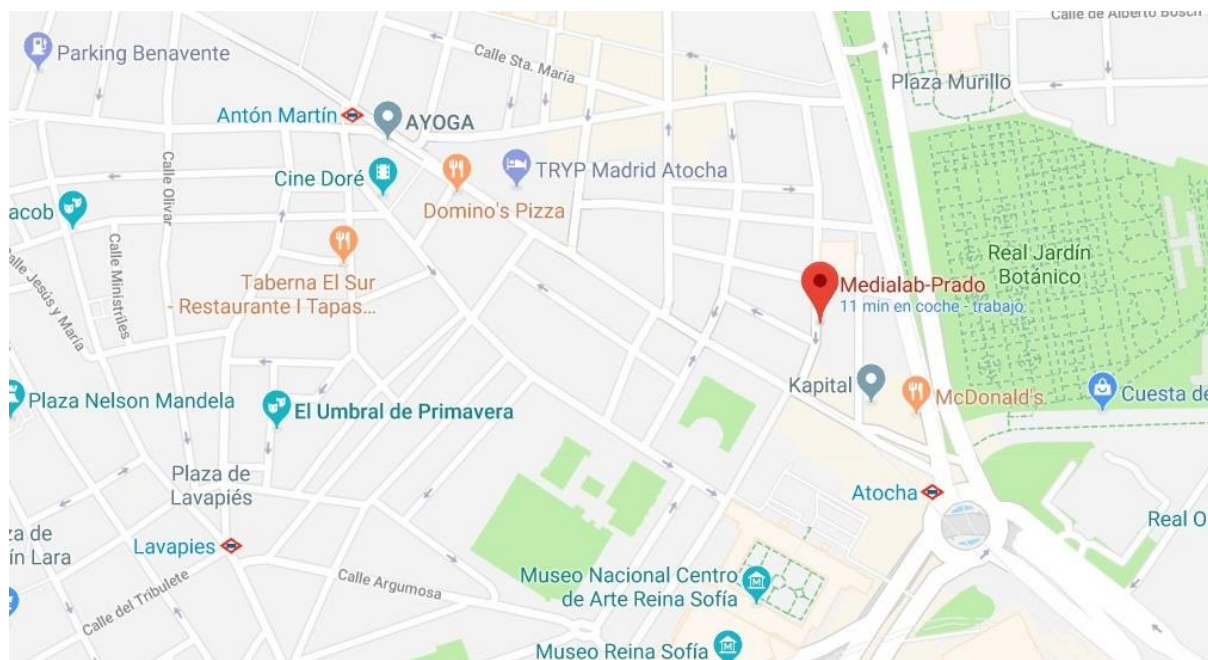 Calle de Alberto Bosch
Parking Benavente
Calle Sta. María
Plaza Murillo
Antón Martín
AYOGA
Calle Olivar
Cine Doré
TRYP Madrid Atocha
Domino's Pizza
acob
Calle Ministriles
Calle Jesús y María
Taberna El Sur
- Restaurante | Tapas...
Real Jardín
Botánico
Medialab-Prado
11 min en coche - trabajo
Kapital
McDonald's
Cuesta de
Plaza Nelson Mandela
El Umbral de Primavera
Plaza de
Lavapiés
Atocha
Real O
za de
ín Lara
Lavapies
Calle del Tribulete
Calle Argumosa
Museo Nacional Centro
de Arte Reina Sofía
Museo Reina Sofía